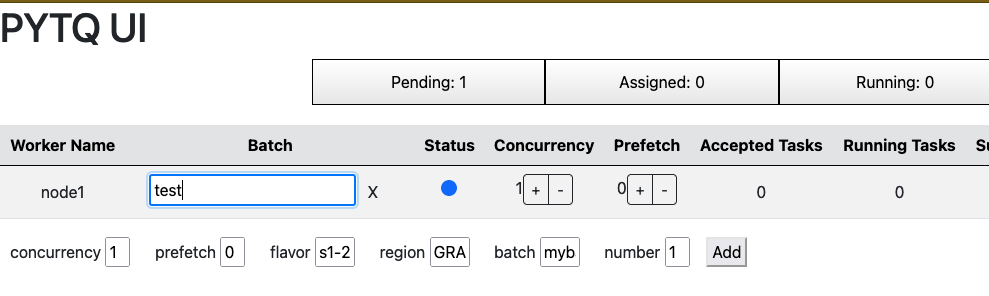 PYTQ UI
Pending: 1 Assigned: 0 Running: 0
Worker Name Batch Status Concurrency Prefetch Accepted Tasks Running Tasks Su
node1 test X 1 + - 0 + - 0 0
concurrency 1 prefetch 0 flavor s1-2 region GRA batch myb number 1 Add